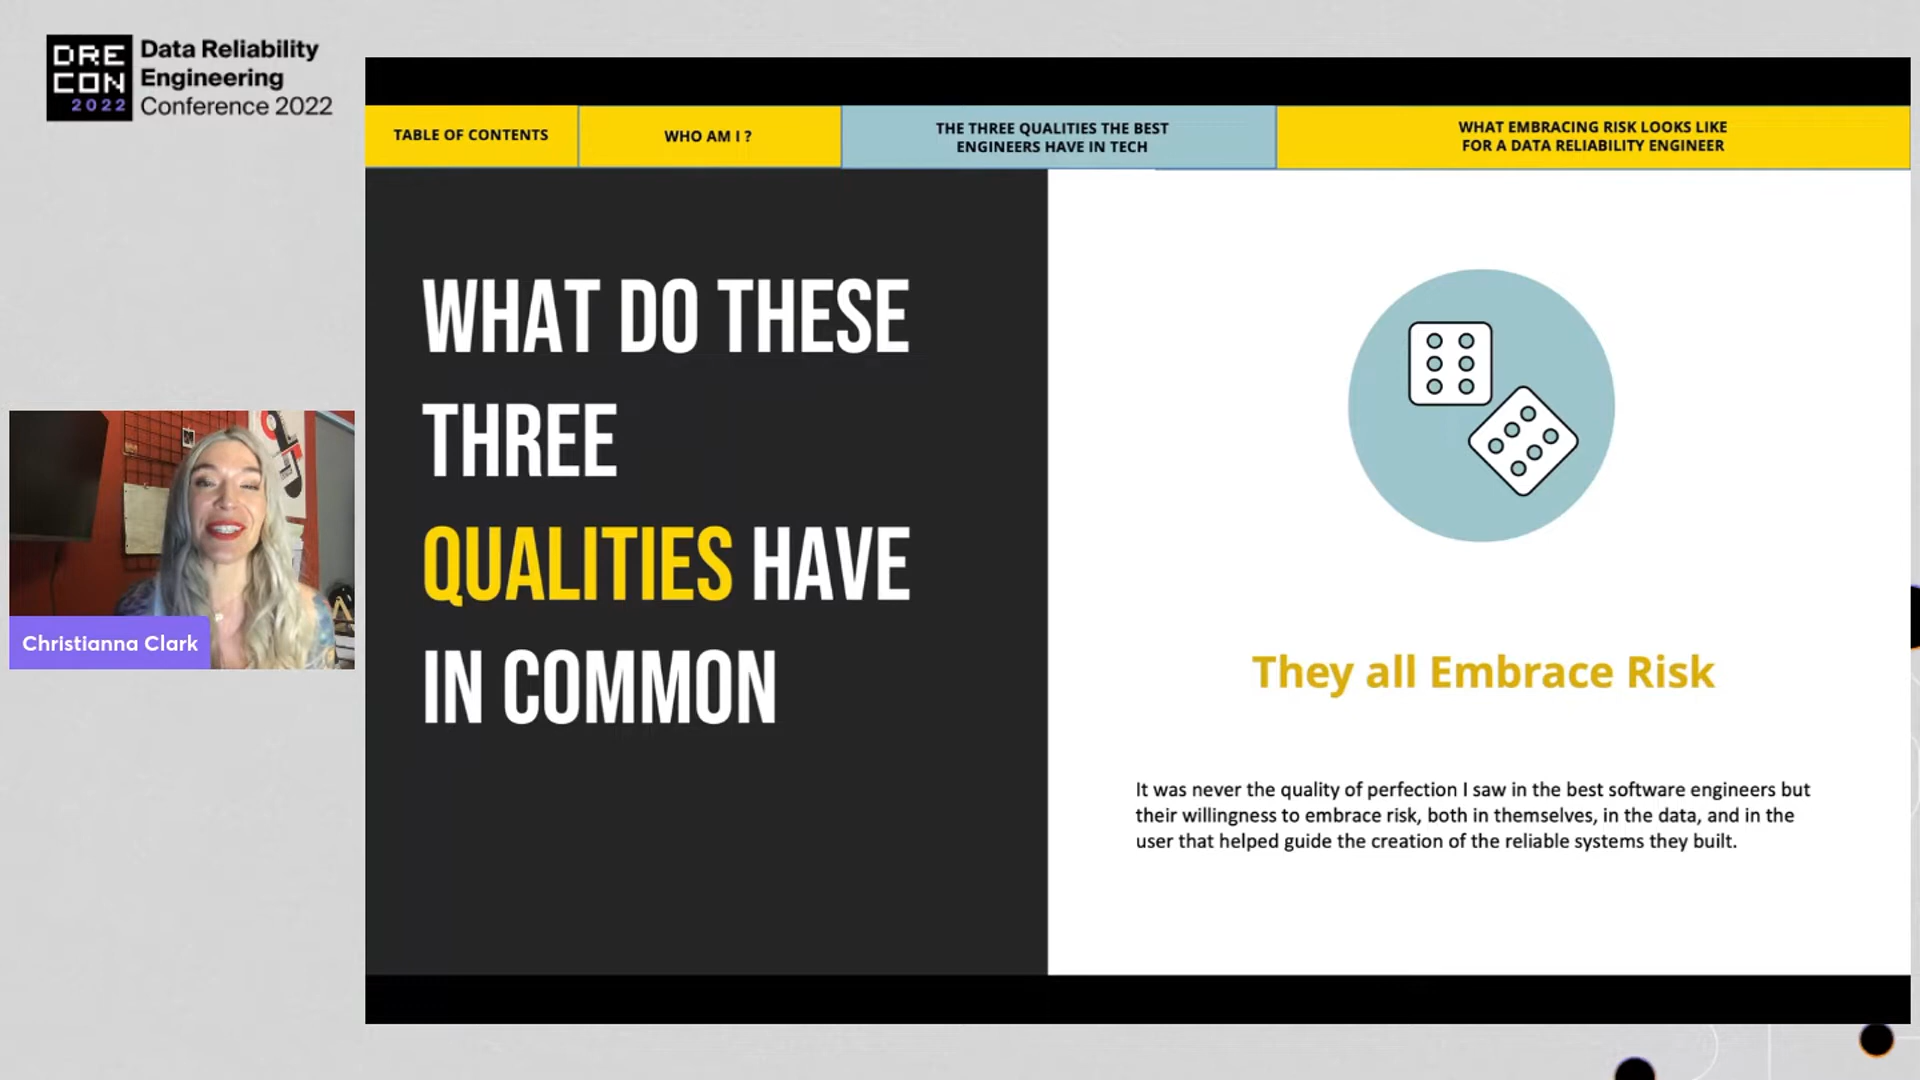 DRE
CON
2022
Data Reliability
Engineering
Conference 2022
TABLE OF CONTENTS
WHO AM I ?
THE THREE QUALITIES THE BEST
ENGINEERS HAVE IN TECH
WHAT EMBRACING RISK LOOKS LIKE
FOR A DATA RELIABILITY ENGINEER
WHAT DO THESE
THREE
QUALITIES HAVE
IN COMMON
They all Embrace Risk
It was never the quality of perfection I saw in the best software engineers but
their willingness to embrace risk, both in themselves, in the data, and in the
user that helped guide the creation of the reliable systems they built.
Christianna Clark